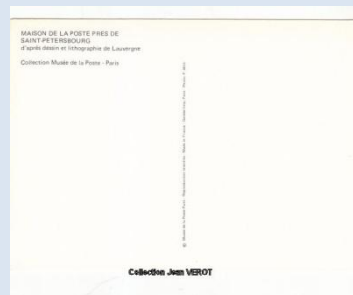 MAISON DE LA POSTE PRES DE
SAINT-PETERSBOURG
d'après dessin et lithographie de Lauvergne
Collection Musée de la Poste - Paris
Collection Jean VEROT